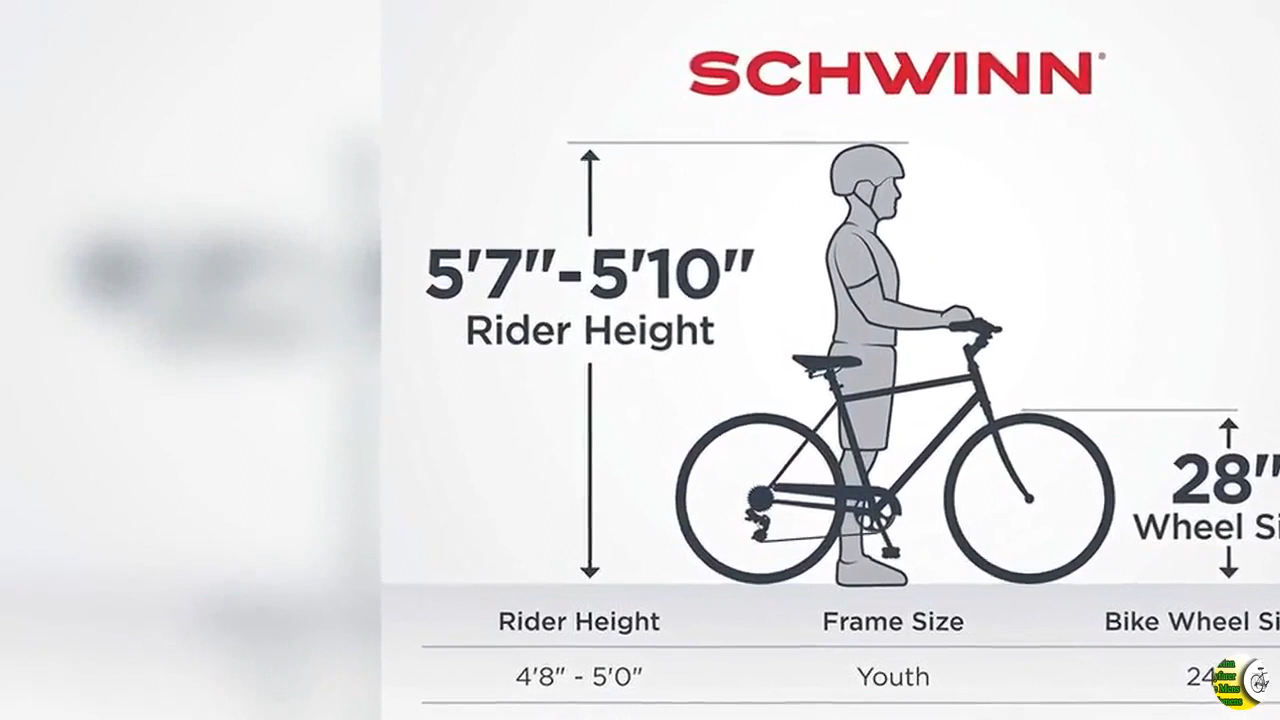 SCHWINN
5'7"-5'10"
Rider Height
28"
Wheel Si
Rider Height Frame Size Bike Wheel Si
4'8" - 5'0" Youth 24
Mens